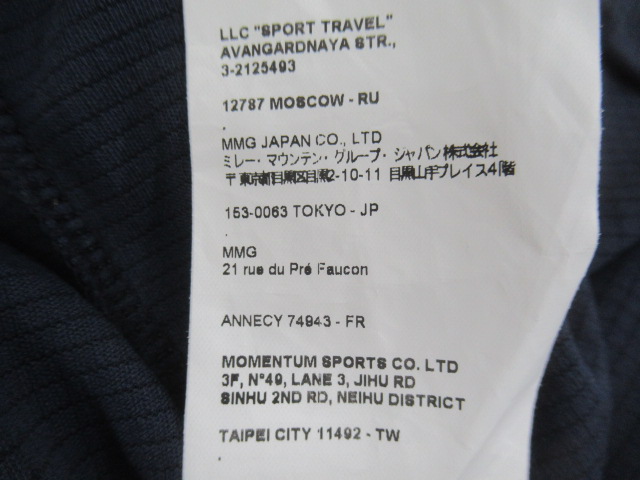 LLC "SPORT TRAVEL"
AVANGARDNAYA STR.,
3-2125493
12787 MOSCOW - RU
MMG JAPAN CO., LTD
ミレー・マウンテン・グループ・ジャパン株式会社
〒東京都目黒区目黒2-10-11 目黒山手プレイス4階
153-0063 TOKYO - JP
MMG
21 rue du Pré Faucon
ANNECY 74943 - FR
MOMENTUM SPORTS CO. LTD
3F, N°49, LANE 3, JIHU RD
SINHU 2ND RD, NEIHU DISTRICT
TAIPEI CITY 11492 - TW